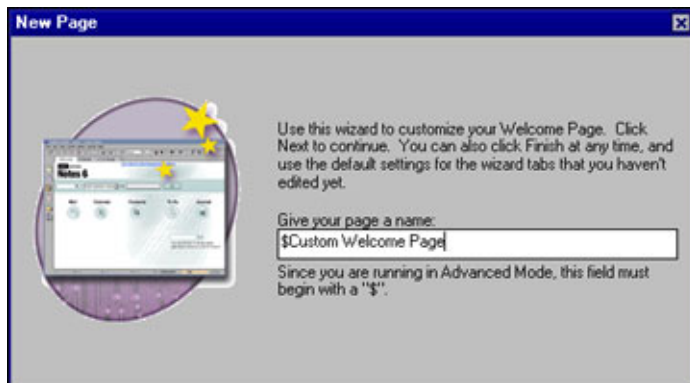 New Page
Use this wizard to customize your Welcome Page. Click
Next to continue. You can also click Finish at any time, and
use the default settings for the wizard tabs that you haven't
edited yet.
Give your page a name:
$Custom Welcome Page
Since you are running in Advanced Mode, this field must
begin with a "$".
Notes 6